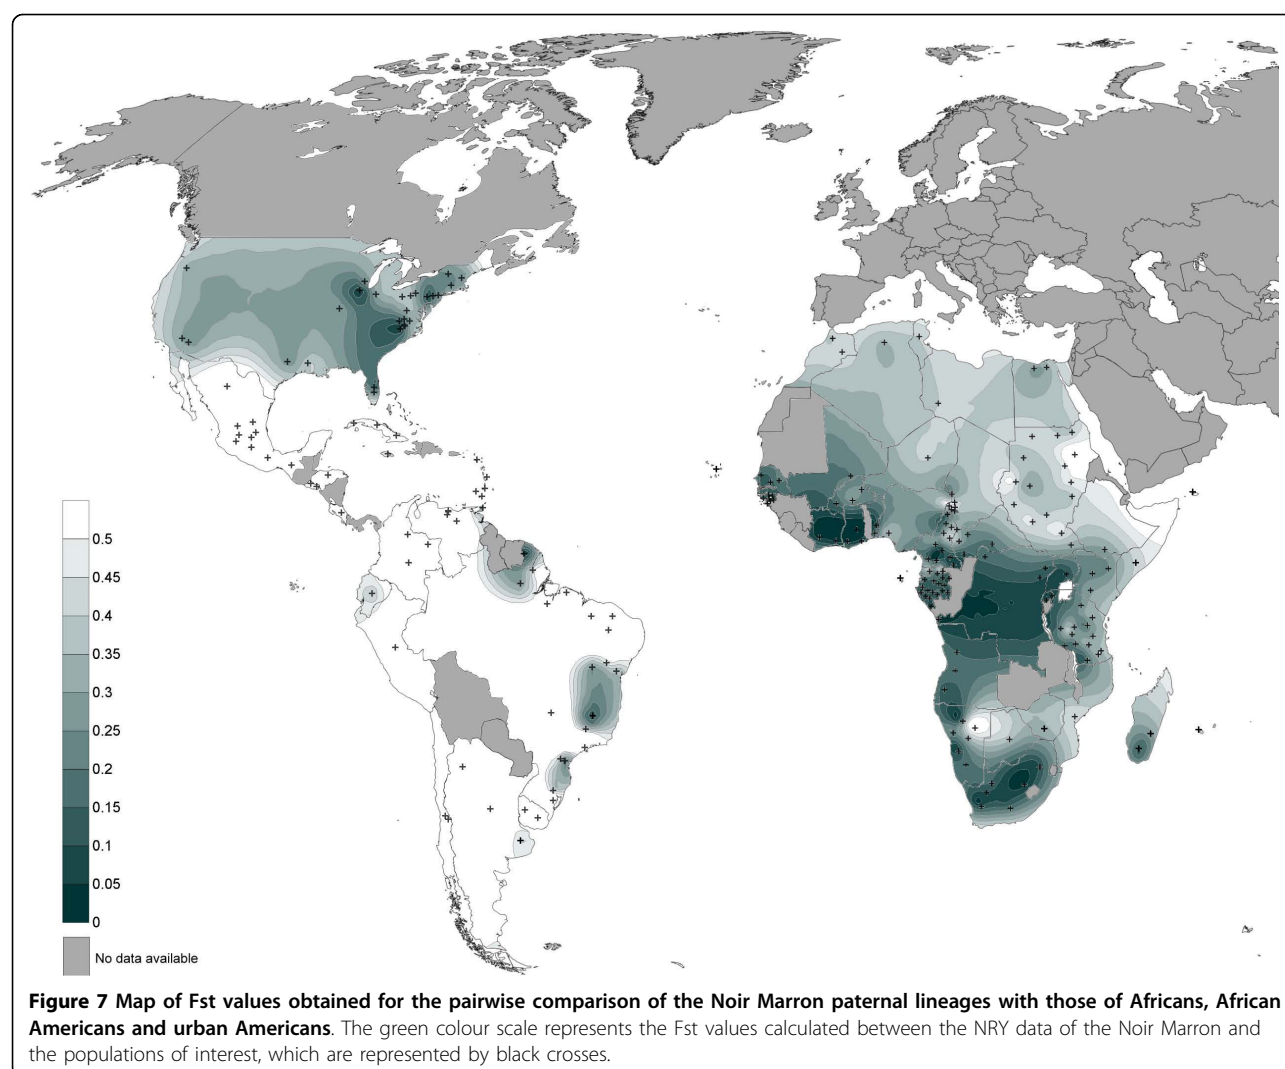 0.5
0.45
0.4
0.35
0.3
0.25
0.2
0.15
0.1
0.05
0
No data available
Figure 7 Map of Fst values obtained for the pairwise comparison of the Noir Marron paternal lineages with those of Africans, African
Americans and urban Americans. The green colour scale represents the Fst values calculated between the NRY data of the Noir Marron and
the populations of interest, which are represented by black crosses.